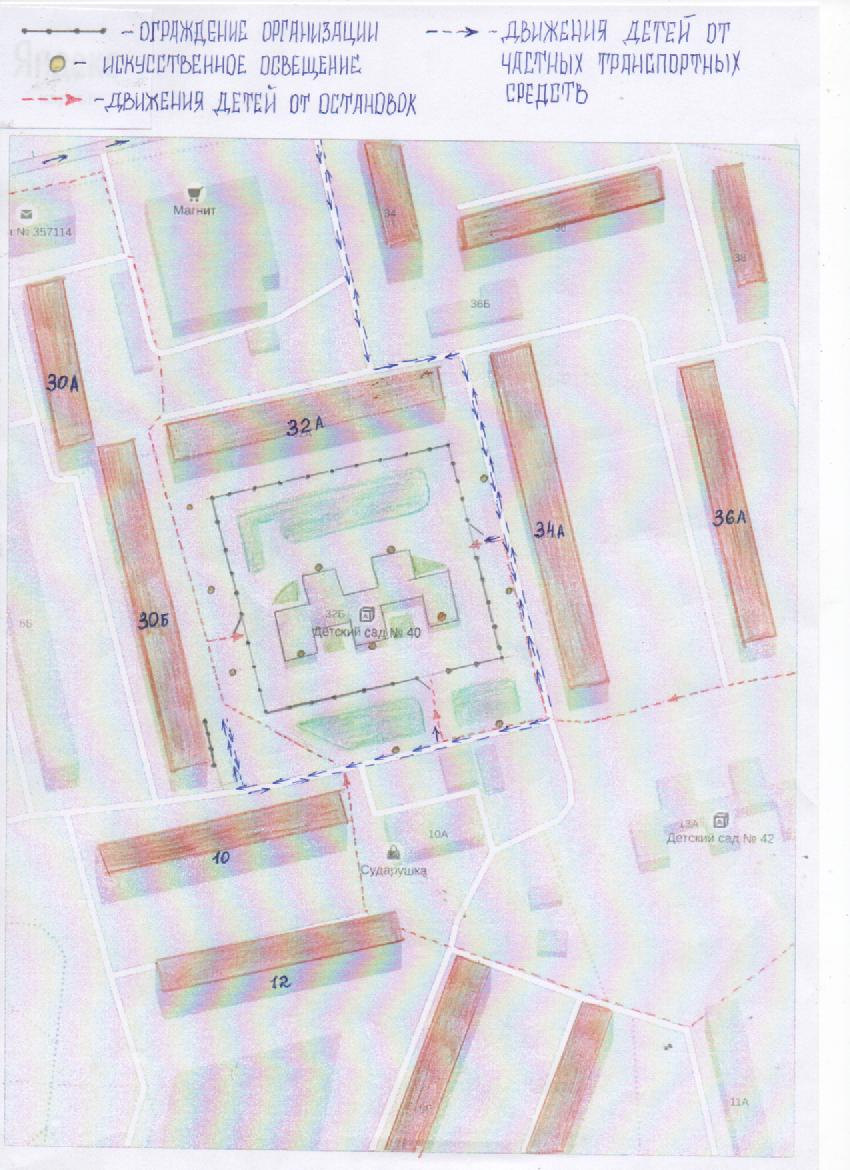 - ОГРАЖДЕНИЕ ОРГАНИЗАЦИИ
- ИСКУССТВЕННОЕ ОСВЕЩЕНИЕ
- ДВИЖЕНИЯ ДЕТЕЙ ОТ ОСТАНОВОК
- ДВИЖЕНИЯ ДЕТЕЙ ОТ
ЧАСТНЫХ ТРАНСПОРТНЫХ
СРЕДСТВ
Магнит
№ 357114
34
38
36Б
30А
32А
34А
36А
30Б
32Б
Детский сад № 40
6Б
10
10А
Сударушка
13А
Детский сад № 42
12
11А